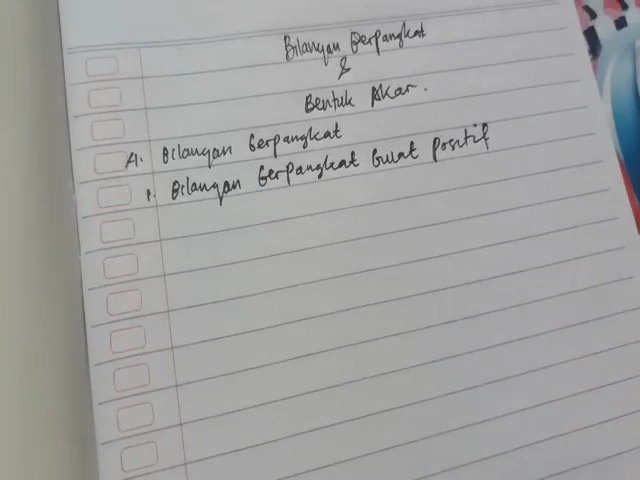 Bilangan Berpangkat
&
Bentuk Akar.
A. Bilangan Berpangkat
1. Bilangan Berpangkat bulat positif